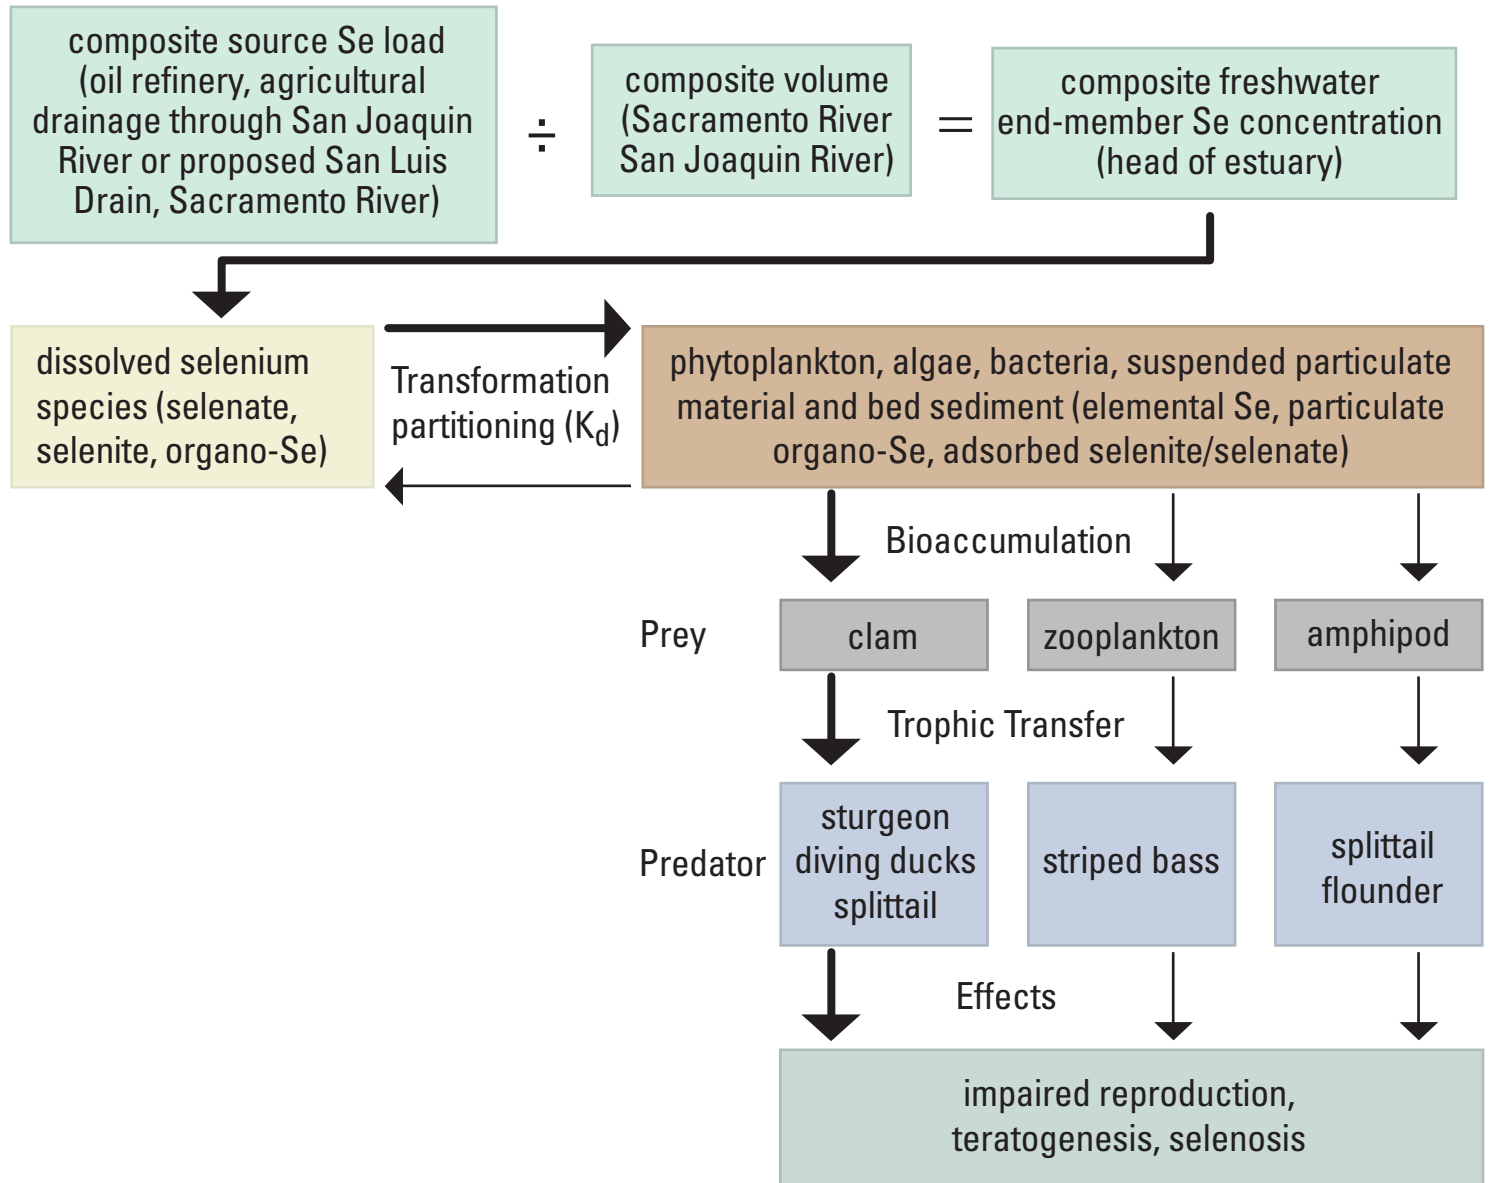 composite source Se load
(oil refinery, agricultural
drainage through San Joaquin
River or proposed San Luis
Drain, Sacramento River)
÷
composite volume
(Sacramento River
San Joaquin River)
=
composite freshwater
end-member Se concentration
(head of estuary)
dissolved selenium
species (selenate,
selenite, organo-Se)
Transformation
partitioning (Kd)
phytoplankton, algae, bacteria, suspended particulate
material and bed sediment (elemental Se, particulate
organo-Se, adsorbed selenite/selenate)
Bioaccumulation
Prey
clam
zooplankton
amphipod
Trophic Transfer
Predator
sturgeon
diving ducks
splittail
striped bass
splittail
flounder
Effects
impaired reproduction,
teratogenesis, selenosis